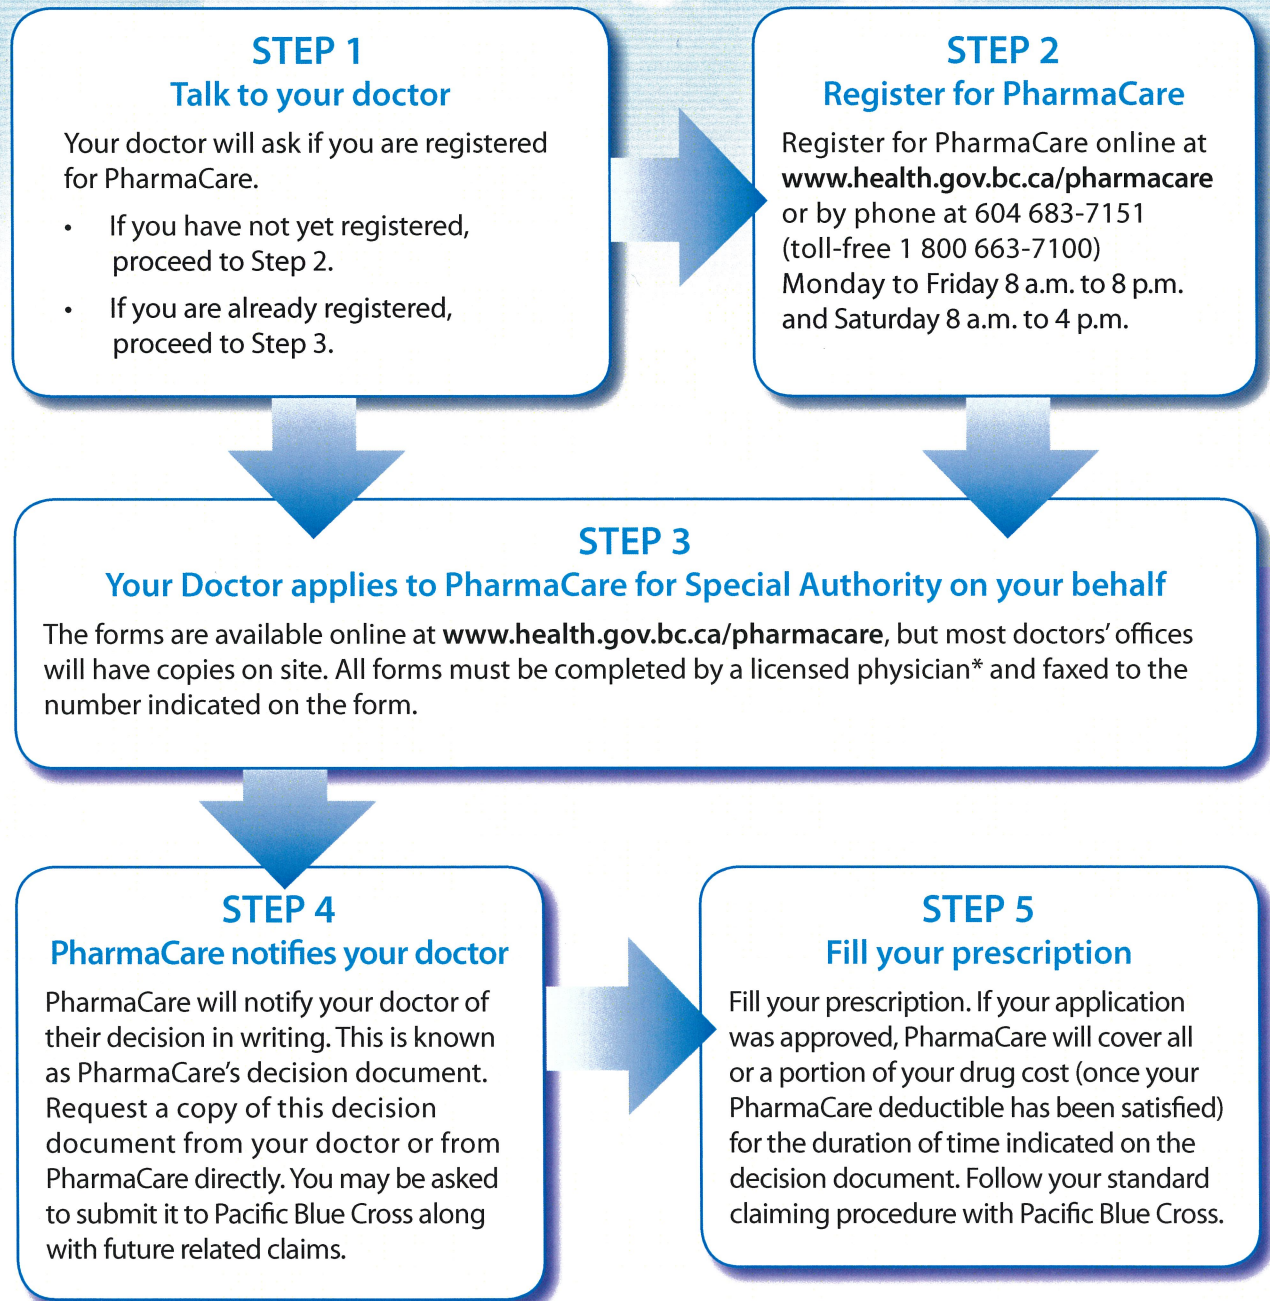 STEP 1
Talk to your doctor
Your doctor will ask if you are registered
for PharmaCare.
• If you have not yet registered,
proceed to Step 2.
• If you are already registered,
proceed to Step 3.
STEP 2
Register for PharmaCare
Register for PharmaCare online at
www.health.gov.bc.ca/pharmacare
or by phone at 604 683-7151
(toll-free 1 800 663-7100)
Monday to Friday 8 a.m. to 8 p.m.
and Saturday 8 a.m. to 4 p.m.
STEP 3
Your Doctor applies to PharmaCare for Special Authority on your behalf
The forms are available online at www.health.gov.bc.ca/pharmacare, but most doctors' offices
will have copies on site. All forms must be completed by a licensed physician* and faxed to the
number indicated on the form.
STEP 4
PharmaCare notifies your doctor
PharmaCare will notify your doctor of
their decision in writing. This is known
as PharmaCare's decision document.
Request a copy of this decision
document from your doctor or from
PharmaCare directly. You may be asked
to submit it to Pacific Blue Cross along
with future related claims.
STEP 5
Fill your prescription
Fill your prescription. If your application
was approved, PharmaCare will cover all
or a portion of your drug cost (once your
PharmaCare deductible has been satisfied)
for the duration of time indicated on the
decision document. Follow your standard
claiming procedure with Pacific Blue Cross.